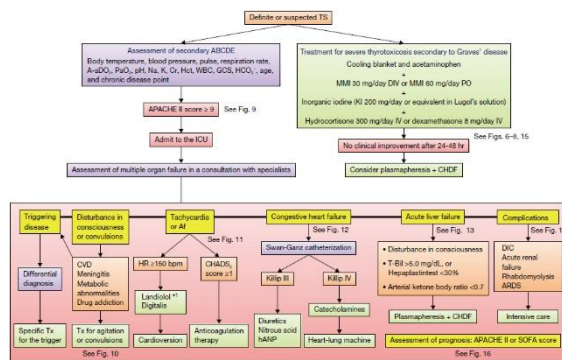 Definite or suspected TS
Assessment of secondary ABCDE
Body temperature, blood pressure, pulse, respiration rate,
A-aDO₂, PaO₂, pH, Na, K, Cr, Hct, WBC, GCS, HCO₃⁻, age,
and chronic disease point
APACHE II score ≥ 9
See Fig. 9
Admit to the ICU
Assessment of multiple organ failure in a consultation with specialists
Treatment for severe thyrotoxicosis secondary to Graves' disease
Cooling blanket and acetaminophen
+
MMI 30 mg/day DIV or MMI 60 mg/day PO
+
Inorganic iodine (KI 200 mg/day or equivalent in Lugol's solution)
+
Hydrocortisone 300 mg/day IV or dexamethasone 8 mg/day IV
See Figs. 6–8, 15
No clinical improvement after 24-48 hr
Consider plasmapheresis + CHDF
Triggering
disease
Differential
diagnosis
Specific Tx
for the trigger
Disturbance in
consciousness
or convulsions
CVD
Meningitis
Metabolic
abnormalities
Drug addiction
Tx for agitation
or convulsions
See Fig. 10
Tachycardia
or Af
See Fig. 11
HR ≥150 bpm
Landiolol *¹
Digitalis
Cardioversion
CHADS₂
score ≥1
Anticoagulation
therapy
Congestive heart failure
See Fig. 12
Swan-Ganz catheterization
Killip III
Diuretics
Nitrous acid
hANP
Killip IV
Catecholamines
Heart-lung machine
Acute liver failure
See Fig. 13
• Disturbance in consciousness
• T-Bil >5.0 mg/dL, or
Hepaplastintest <30%
• Arterial ketone body ratio <0.7
Plasmapheresis + CHDF
Complications
See Fig. 1
DIC
Acute renal
failure
Rhabdomyolysis
ARDS
Intensive care
Assessment of prognosis: APACHE II or SOFA score
See Fig. 16